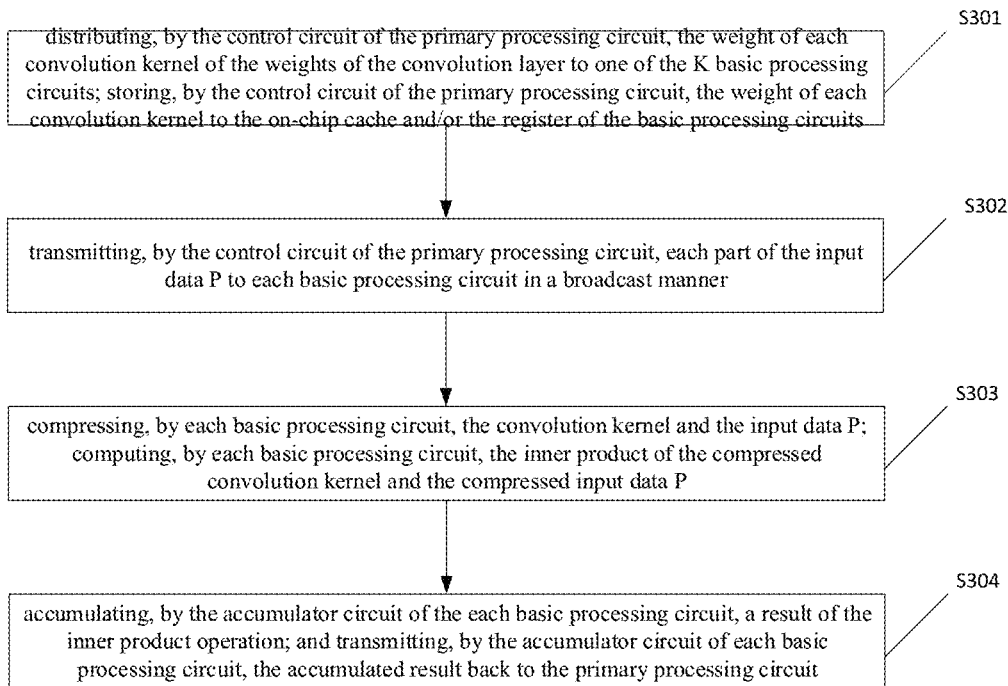 S301
distributing, by the control circuit of the primary processing circuit, the weight of each
convolution kernel of the weights of the convolution layer to one of the K basic processing
circuits; storing, by the control circuit of the primary processing circuit, the weight of each
convolution kernel to the on-chip cache and/or the register of the basic processing circuits
S302
transmitting, by the control circuit of the primary processing circuit, each part of the input
data P to each basic processing circuit in a broadcast manner
S303
compressing, by each basic processing circuit, the convolution kernel and the input data P;
computing, by each basic processing circuit, the inner product of the compressed
convolution kernel and the compressed input data P
S304
accumulating, by the accumulator circuit of the each basic processing circuit, a result of the
inner product operation; and transmitting, by the accumulator circuit of each basic
processing circuit, the accumulated result back to the primary processing circuit